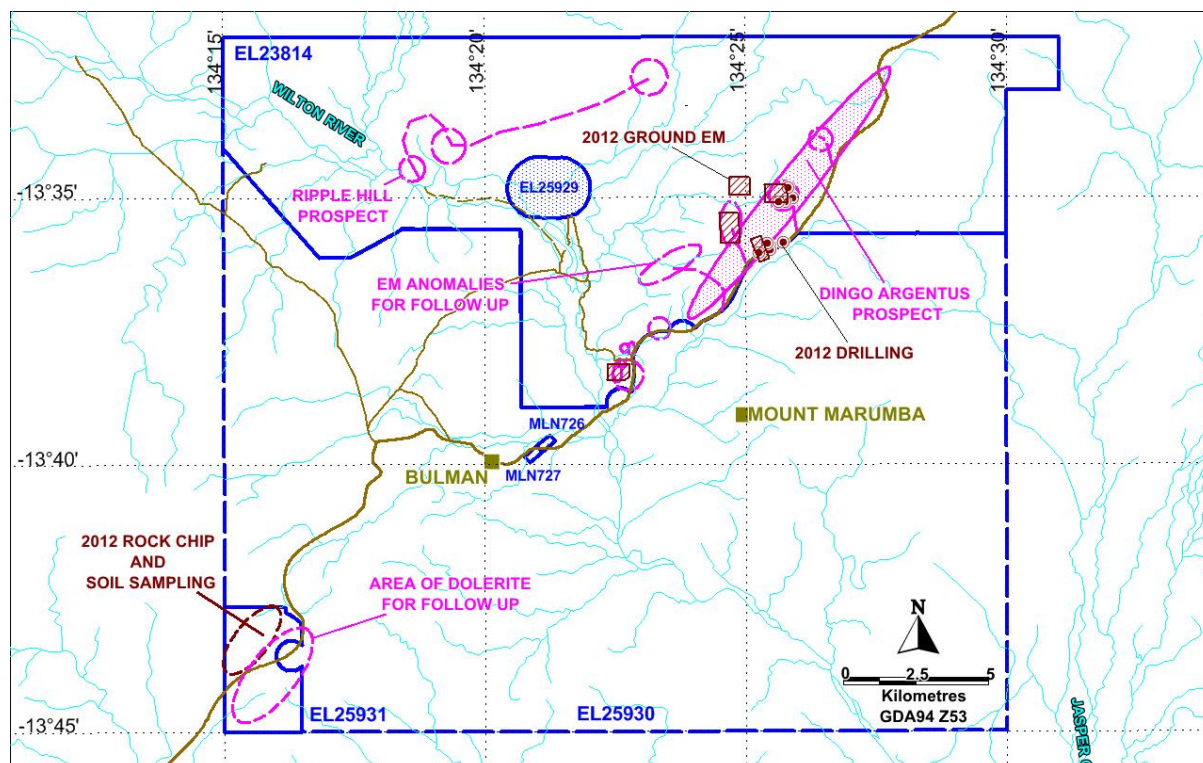 134°15'
134°20'
134°25'
134°30'
EL23814
WILTON RIVER
2012 GROUND EM
-13°35'
RIPPLE HILL
PROSPECT
EL25929
EM ANOMALIES
FOR FOLLOW UP
DINGO ARGENTUS
PROSPECT
2012 DRILLING
MOUNT MARUMBA
MLN726
-13°40'
BULMAN
MLN727
2012 ROCK CHIP
AND
SOIL SAMPLING
AREA OF DOLERITE
FOR FOLLOW UP
N
0 2.5 5
Kilometres
GDA94 Z53
EL25931
EL25930
-13°45'
JASPER